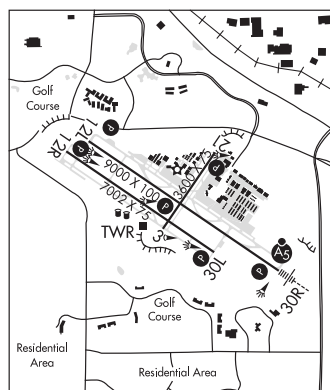 Golf
Course
12L
P
12R
P
21
P
9000 X 100
3600 X 75
7002 X 75
P
TWR
3
A5
P
P
30L
30R
Golf
Course
Residential
Area
Residential Area